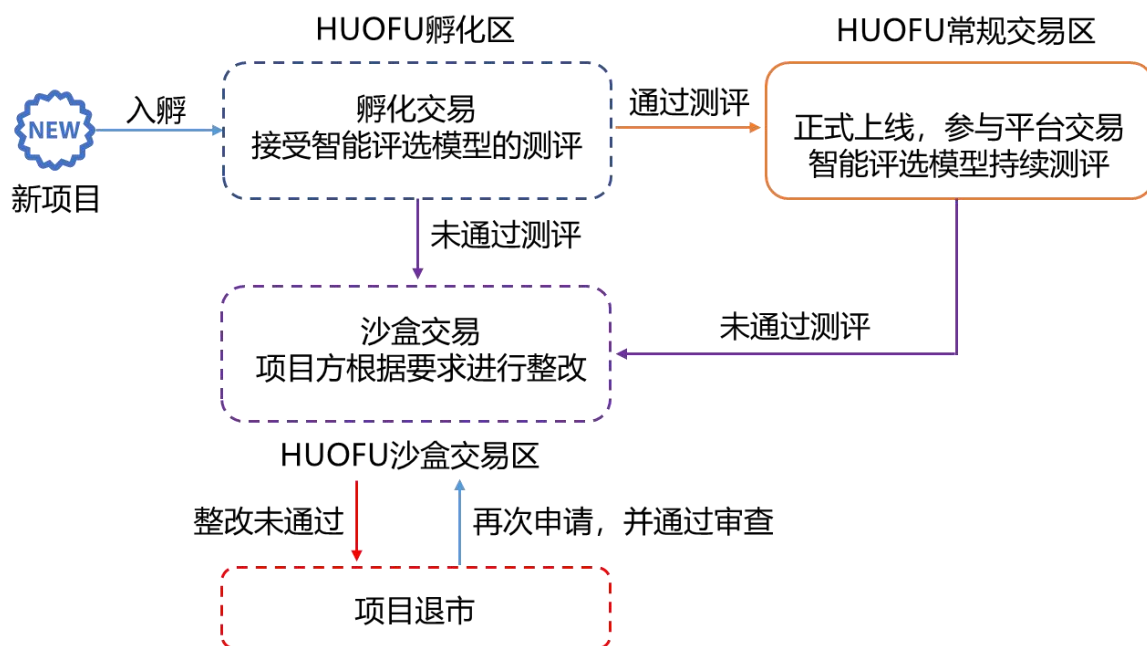 HUOFU孵化区
HUOFU常规交易区
NEW
新项目
入孵
孵化交易
接受智能评选模型的测评
通过测评
正式上线，参与平台交易
智能评选模型持续测评
未通过测评
未通过测评
沙盒交易
项目方根据要求进行整改
HUOFU沙盒交易区
整改未通过
再次申请，并通过审查
项目退市